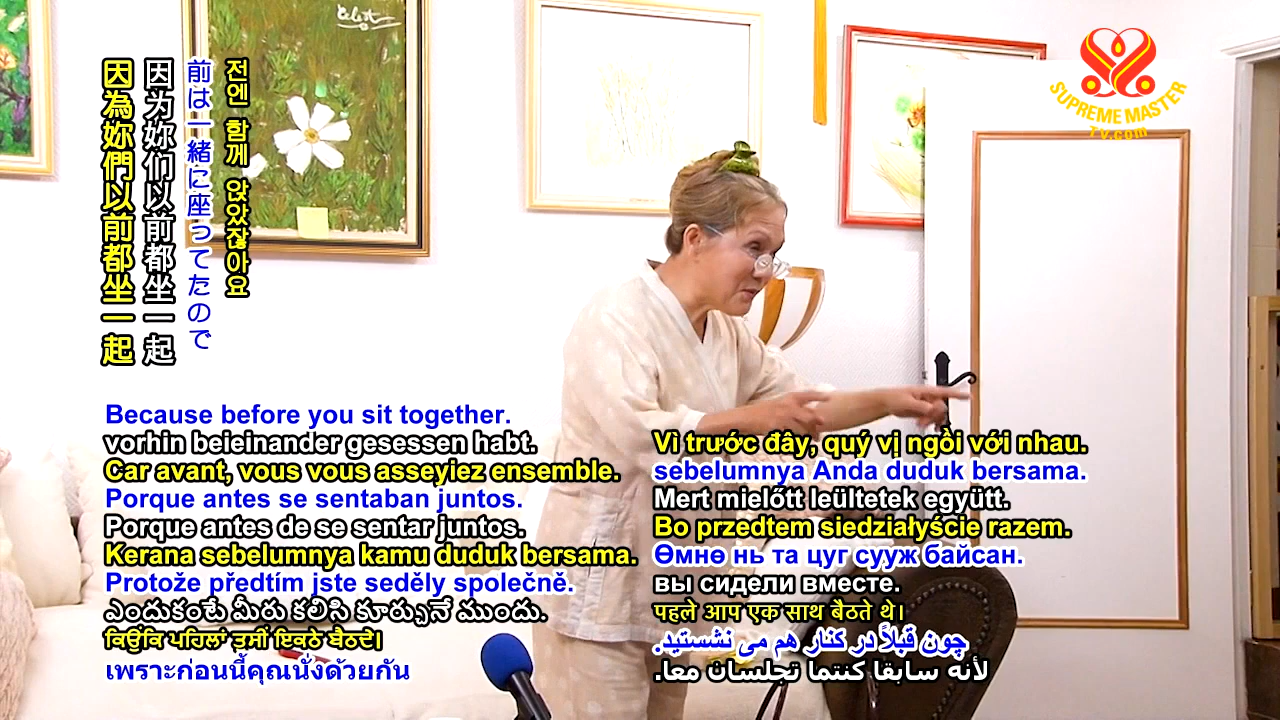 因為妳們以前都坐一起
因为妳们以前都坐一起
前は一緒に座ってたので
전엔 함께 앉았잖아요
SUPREME MASTER
TV.com
Because before you sit together.
vorhin beieinander gesessen habt.
Car avant, vous vous asseyiez ensemble.
Porque antes se sentaban juntos.
Porque antes de se sentar juntos.
Kerana sebelumnya kamu duduk bersama.
Protože předtím jste seděly společně.
ఎందుకంటే మీరు కలిసి కూర్చునే ముందు.
ਕਿਉਂਕਿ ਪਹਿਲਾਂ ਤੁਸੀਂ ਇਕਠੇ ਬੈਠਦੇ।
เพราะก่อนนี้คุณนั่งด้วยกัน
Vì trước đây, quý vị ngồi với nhau.
sebelumnya Anda duduk bersama.
Mert mielőtt leültetek együtt.
Bo przedtem siedziałyście razem.
Өмнө нь та цуг сууж байсан.
вы сидели вместе.
पहले आप एक साथ बैठते थे।
چون قبلاً در کنار هم می نشستید.
لأنه سابقا كنتما تجلسان معا.